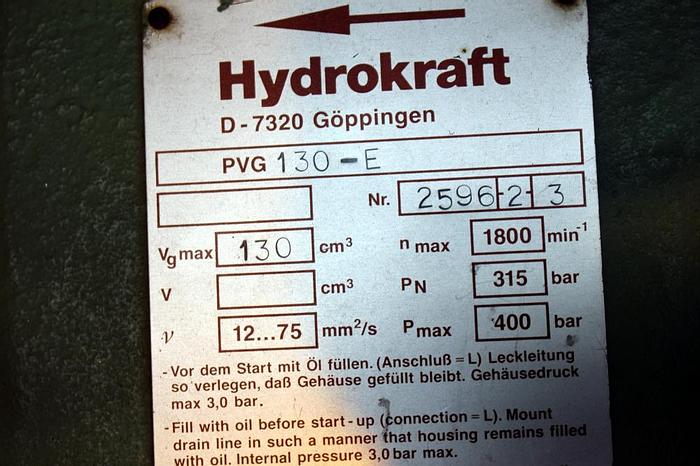 Hydrokraft
D-7320 Göppingen
PVG 130-E
Nr. 2596-2-3
Vg max 130 cm³ n max 1800 min⁻¹
V cm³ PN 315 bar
ν 12...75 mm²/s Pmax 400 bar
-Vor dem Start mit Öl füllen. (Anschluß = L) Leckleitung
so verlegen, daß Gehäuse gefüllt bleibt. Gehäusedruck
max 3,0 bar.
-Fill with oil before start-up (connection = L). Mount
drain line in such a manner that housing remains filled
with oil. Internal pressure 3,0 bar max.